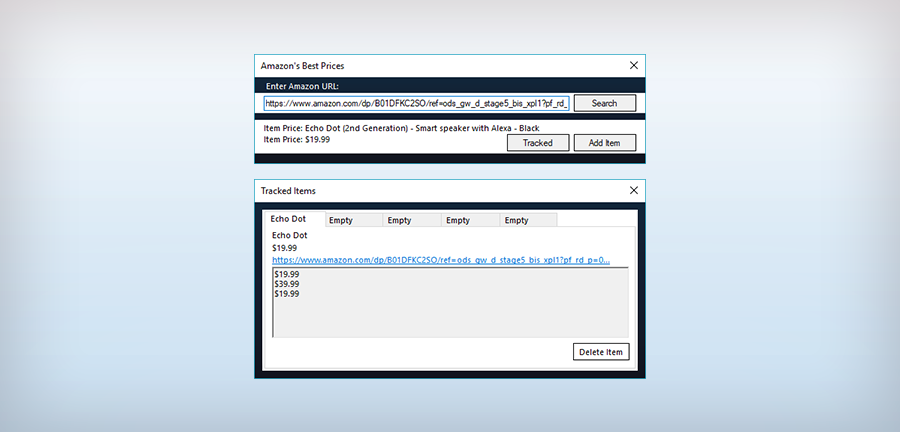 Amazon's Best Prices
Enter Amazon URL:
https://www.amazon.com/dp/B01DFKC2SO/ref=ods_gw_d_stage5_bis_xpl1?pf_rd_ Search
Item Price: Echo Dot (2nd Generation) - Smart speaker with Alexa - Black
Item Price: $19.99
Tracked Add Item
Tracked Items
Echo Dot Empty Empty Empty Empty
Echo Dot
$19.99
https://www.amazon.com/dp/B01DFKC2SO/ref=ods_gw_d_stage5_bis_xpl1?pf_rd_p=0...
$19.99
$39.99
$19.99
Delete Item